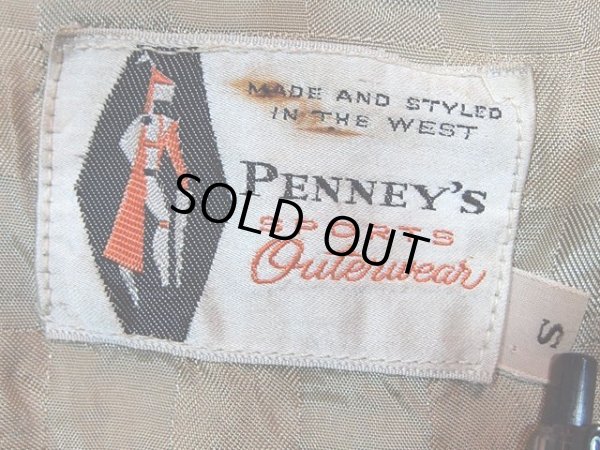 MADE AND STYLED
IN THE WEST
PENNEY'S
SPORTS
Outerwear
SOLD OUT
S